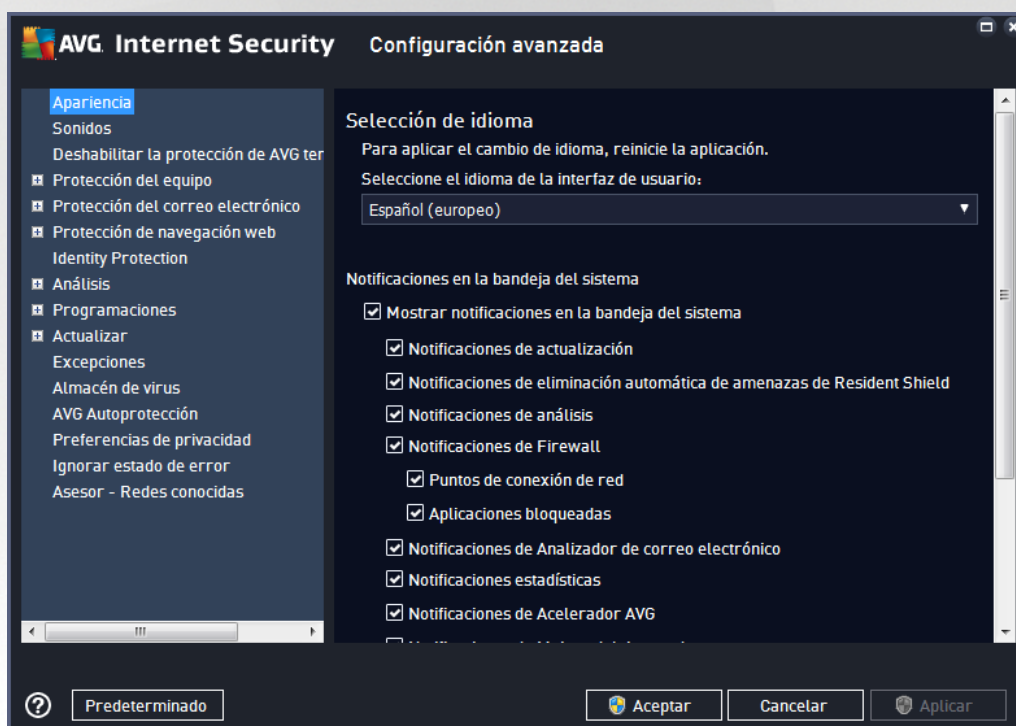 AVG. Internet Security Configuración avanzada
Apariencia
Sonidos
Deshabilitar la protección de AVG ter
Protección del equipo
Protección del correo electrónico
Protección de navegación web
Identity Protection
Análisis
Programaciones
Actualizar
Excepciones
Almacén de virus
AVG Autoprotección
Preferencias de privacidad
Ignorar estado de error
Asesor - Redes conocidas
Selección de idioma
Para aplicar el cambio de idioma, reinicie la aplicación.
Seleccione el idioma de la interfaz de usuario:
Español (europeo)
Notificaciones en la bandeja del sistema
Mostrar notificaciones en la bandeja del sistema
Notificaciones de actualización
Notificaciones de eliminación automática de amenazas de Resident Shield
Notificaciones de análisis
Notificaciones de Firewall
Puntos de conexión de red
Aplicaciones bloqueadas
Notificaciones de Analizador de correo electrónico
Notificaciones estadísticas
Notificaciones de Acelerador AVG
Predeterminado
Aceptar
Cancelar
Aplicar